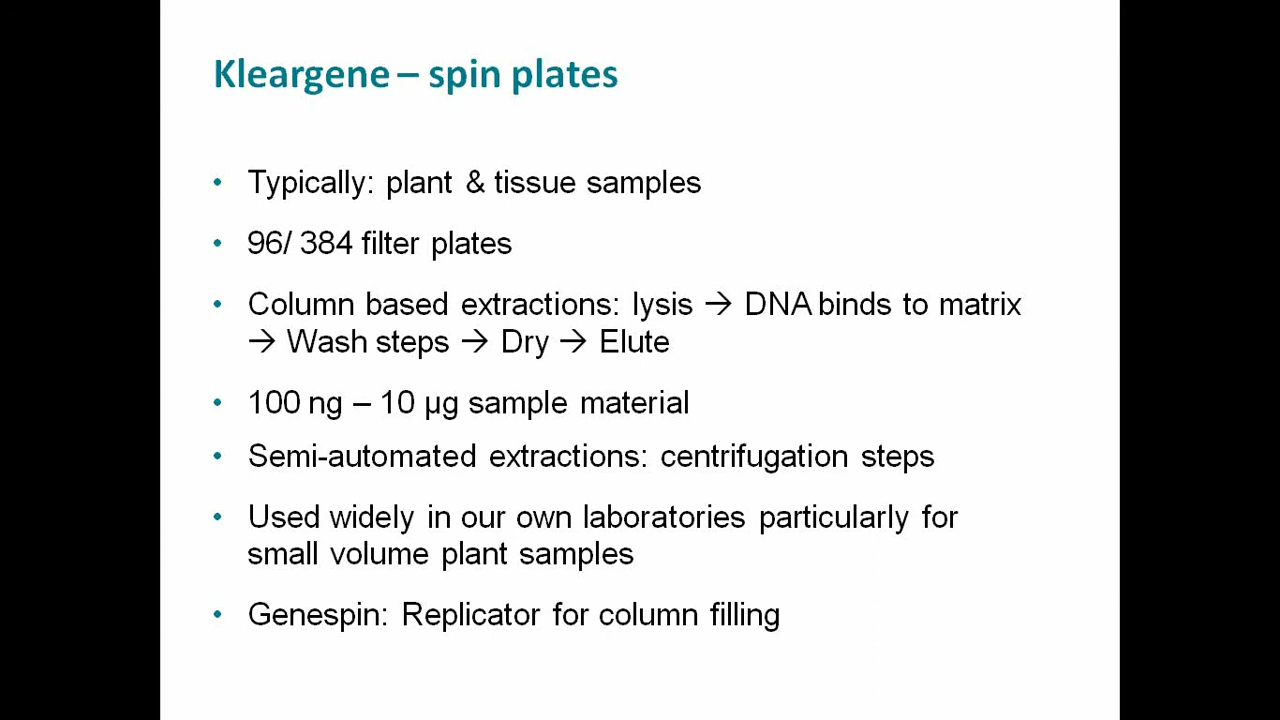 Kleargene – spin plates
• Typically: plant & tissue samples
• 96/ 384 filter plates
• Column based extractions: lysis → DNA binds to matrix
→ Wash steps → Dry → Elute
• 100 ng – 10 µg sample material
• Semi-automated extractions: centrifugation steps
• Used widely in our own laboratories particularly for
small volume plant samples
• Genespin: Replicator for column filling